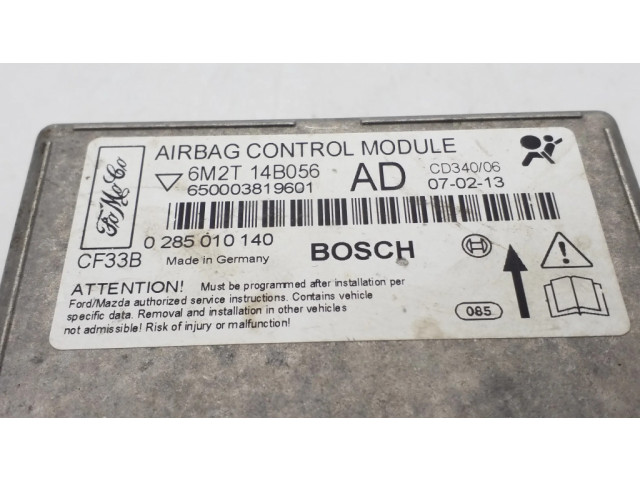 FoMoCo
AIRBAG CONTROL MODULE
6M2T 14B056 AD CD340/06
650003819601 07-02-13
CF33B
0 285 010 140 BOSCH
Made in Germany
ATTENTION! Must be programmed after installation per
Ford/Mazda authorized service instructions. Contains vehicle
specific data. Removal and installation in other vehicles
not admissible! Risk of injury or malfunction!
085